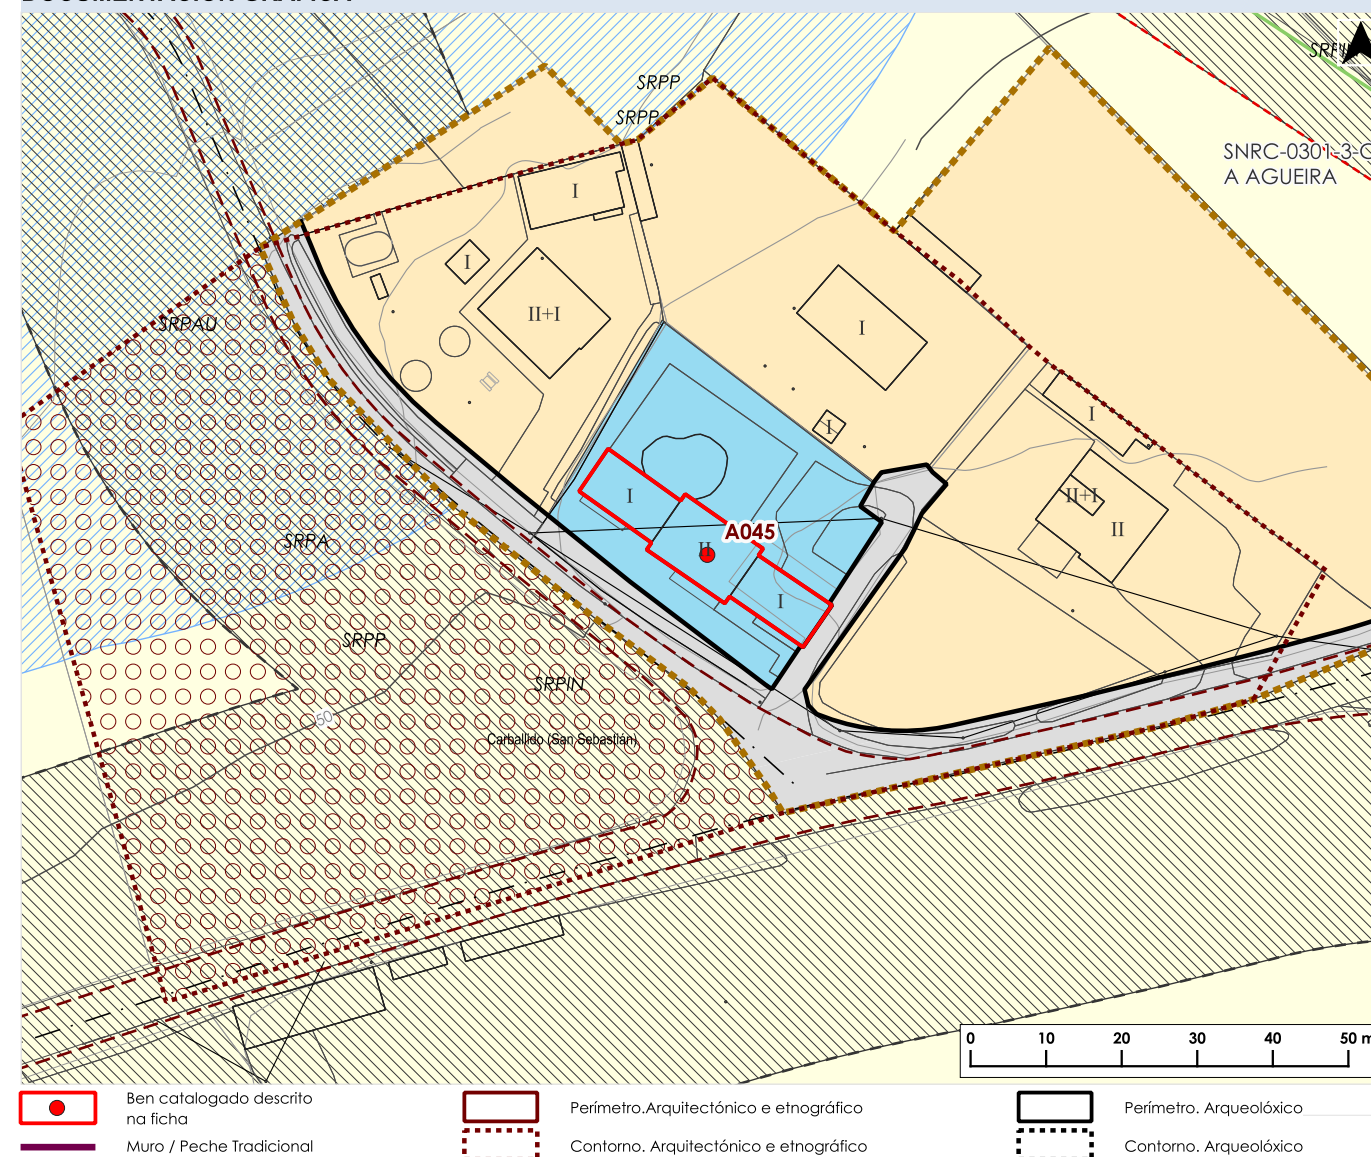 SRPP
SRPP
SNRC-0301-3-
A AGUEIRA
I
I
II+I
SRPAU
I
I
I
II+I
II
I
A045
II
I
SRPA
SRPP
SRPIN
50
Carballido (San Sebastián)
0 10 20 30 40 50 m
Ben catalogado descrito
na ficha
Muro / Peche Tradicional
Perímetro.Arquitectónico e etnográfico
Contorno. Arquitectónico e etnográfico
Perímetro. Arqueolóxico
Contorno. Arqueolóxico